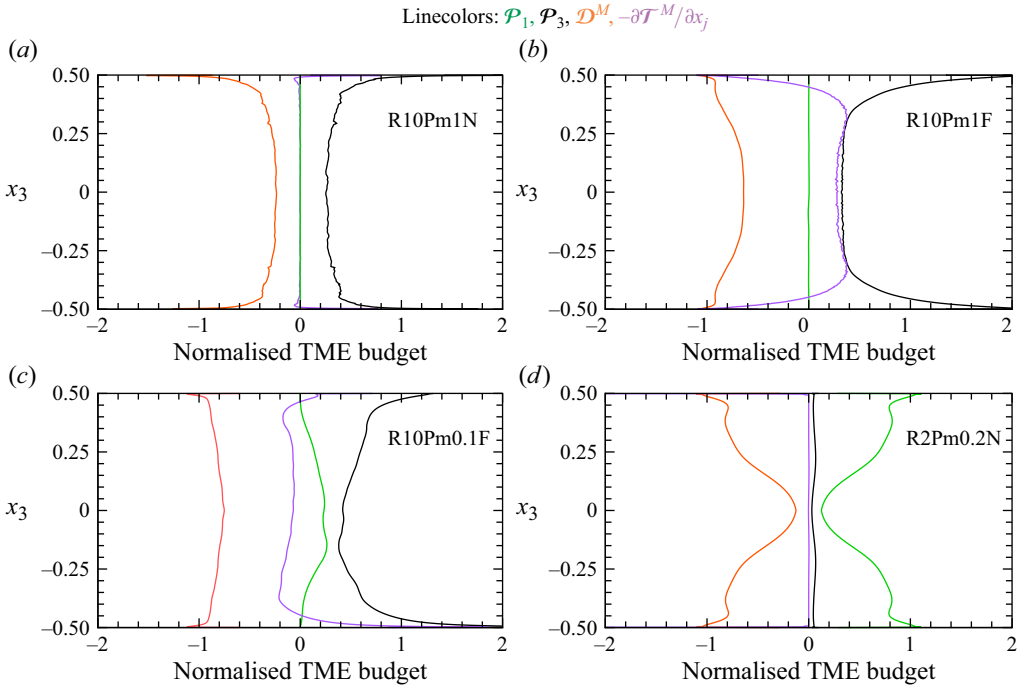 Linecolors: 𝓟₁, 𝓟₃, 𝓓ᴹ, −∂𝓣ᴹ/∂xⱼ
(a) (b)
0.50 0.50
0.25 R10Pm1N 0.25 R10Pm1F
x₃ 0 x₃ 0
−0.25 −0.25
−0.50 −0.50
−2 −1 0 1 2 −2 −1 0 1 2
Normalised TME budget Normalised TME budget
(c) (d)
0.50 0.50
0.25 R10Pm0.1F 0.25 R2Pm0.2N
x₃ 0 x₃ 0
−0.25 −0.25
−0.50 −0.50
−2 −1 0 1 2 −2 −1 0 1 2
Normalised TME budget Normalised TME budget